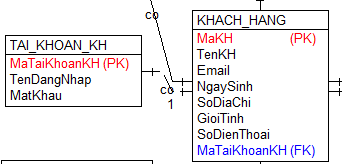 co
KHACH_HANG
MaKH (PK)
TenKH
Email
NgaySinh
SoDiaChi
GioiTinh
SoDienThoai
MaTaiKhoanKH (FK)
TAI_KHOAN_KH
MaTaiKhoanKH (PK)
TenDangNhap
MatKhau
co
1